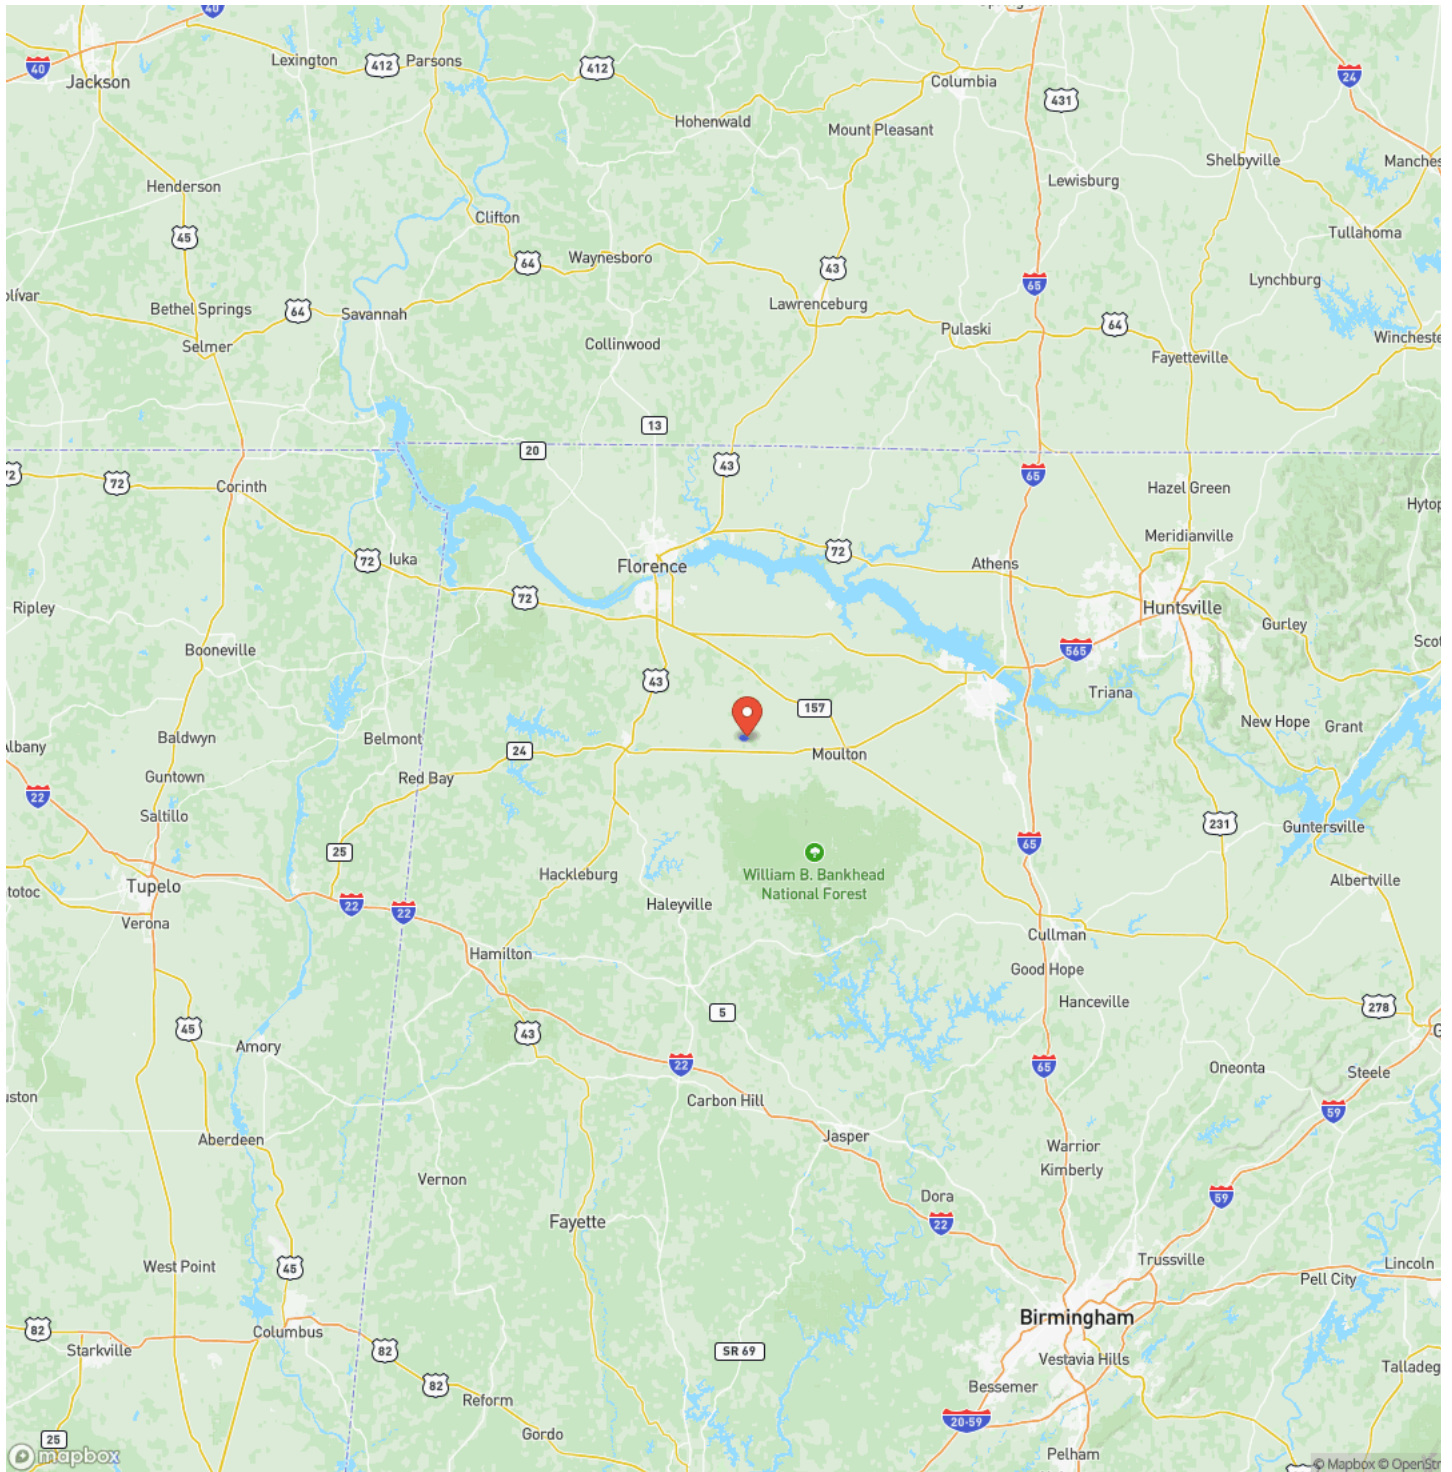 Spring
40
40
Jackson
Lexington
412
Parsons
412
Columbia
24
431
Hohenwald
Mount Pleasant
Shelbyville
Manches
Henderson
Lewisburg
Clifton
45
Tullahoma
Waynesboro
64
43
65
Lynchburg
olívar
Bethel Springs
64
Savannah
Lawrenceburg
Pulaski
64
Wincheste
Selmer
Collinwood
Fayetteville
13
20
43
72
72
Corinth
65
Hazel Green
Hytop
Meridianville
72
Iuka
72
Athens
Florence
72
Huntsville
Ripley
Gurley
Booneville
565
Scot
43
Triana
157
New Hope
Grant
Albany
Baldwyn
Belmont
24
Moulton
Guntown
Red Bay
22
Saltillo
231
Guntersville
65
25
William B. Bankhead
National Forest
Hackleburg
Albertville
Tupelo
totoc
22
22
Haleyville
Verona
Cullman
Hamilton
Good Hope
Hanceville
278
5
45
43
G
Amory
22
65
Oneonta
Steele
uston
Carbon Hill
59
Aberdeen
Jasper
Warrior
Kimberly
Vernon
Dora
59
22
Fayette
Trussville
West Point
45
Lincoln
Pell City
Birmingham
82
Columbus
Starkville
82
SR 69
Vestavia Hills
Talladeg
82
Bessemer
Reform
20-59
Gordo
25
Pelham
mapbox
© Mapbox © OpenStr